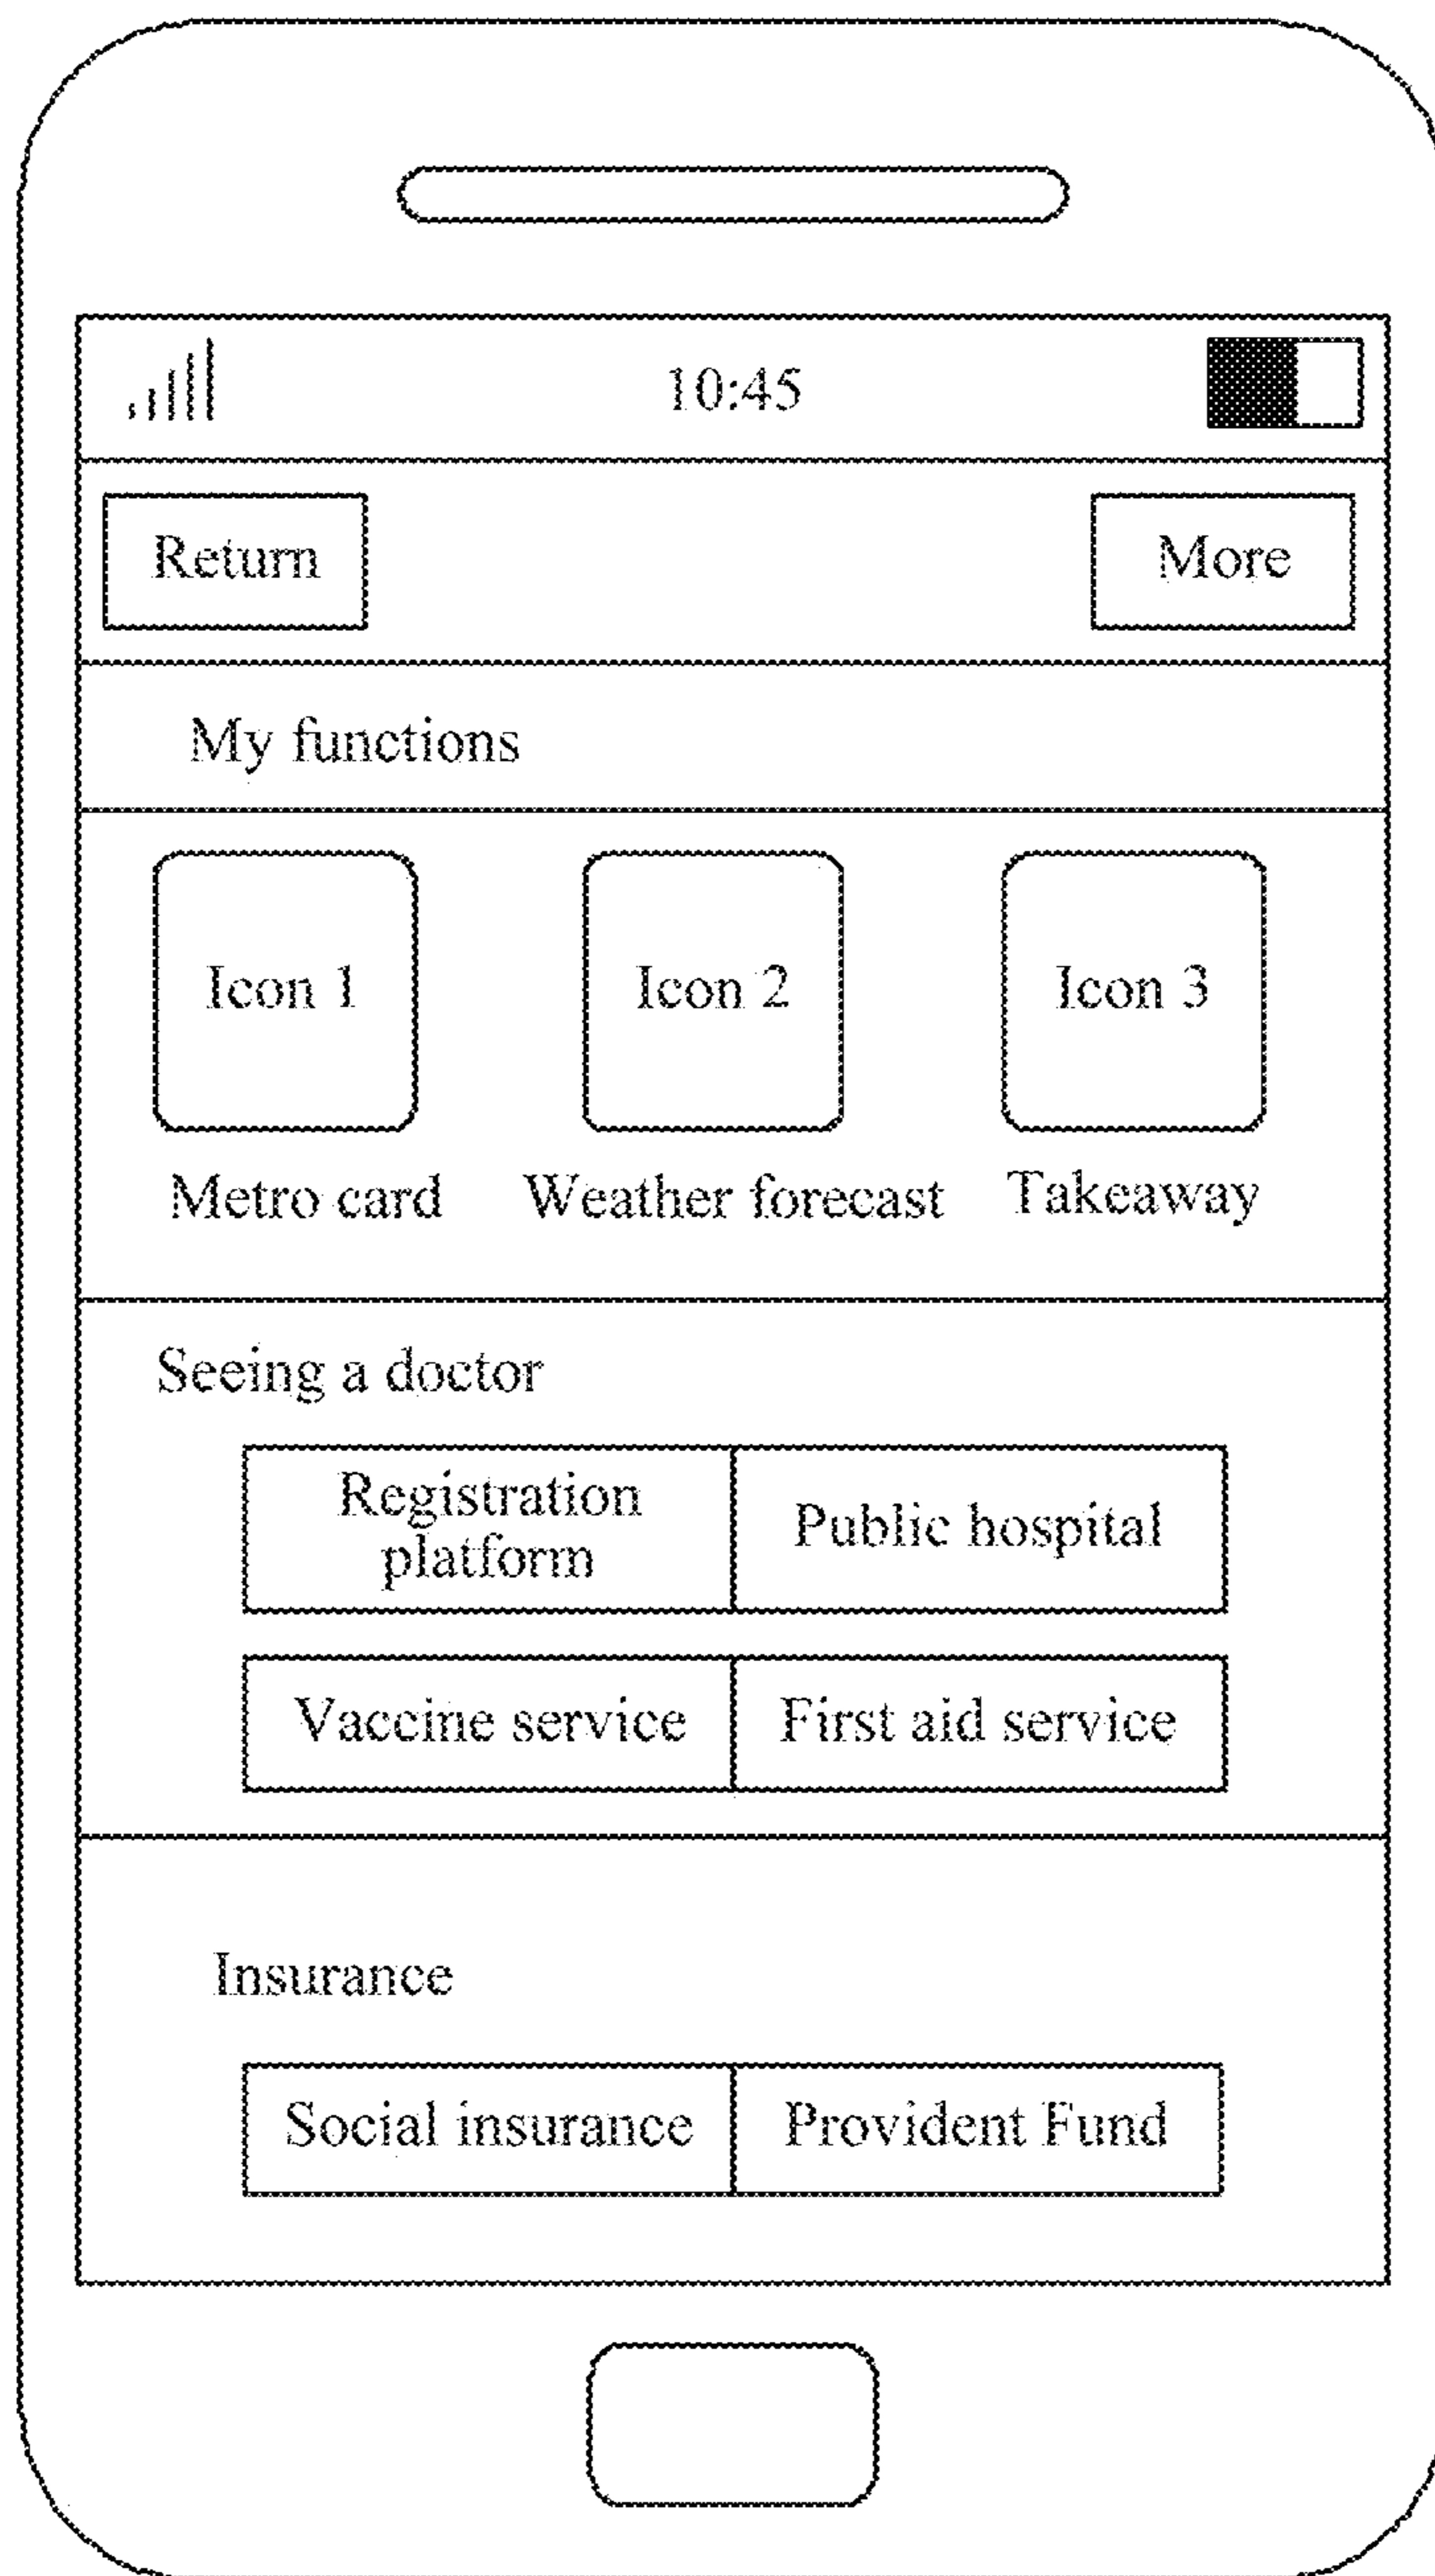 10:45
Return
More
My functions
Icon 1
Icon 2
Icon 3
Metro card
Weather forecast
Takeaway
Seeing a doctor
Registration
platform
Public hospital
Vaccine service
First aid service
Insurance
Social insurance
Provident Fund